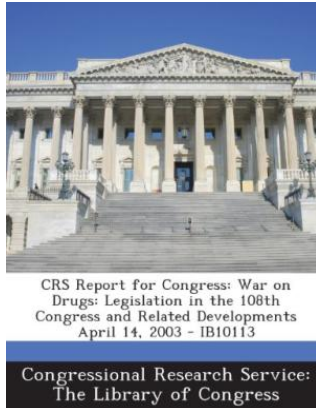 CRS Report for Congress: War on
Drugs: Legislation in the 108th
Congress and Related Developments
April 14, 2003 - IB10113
Congressional Research Service:
The Library of Congress